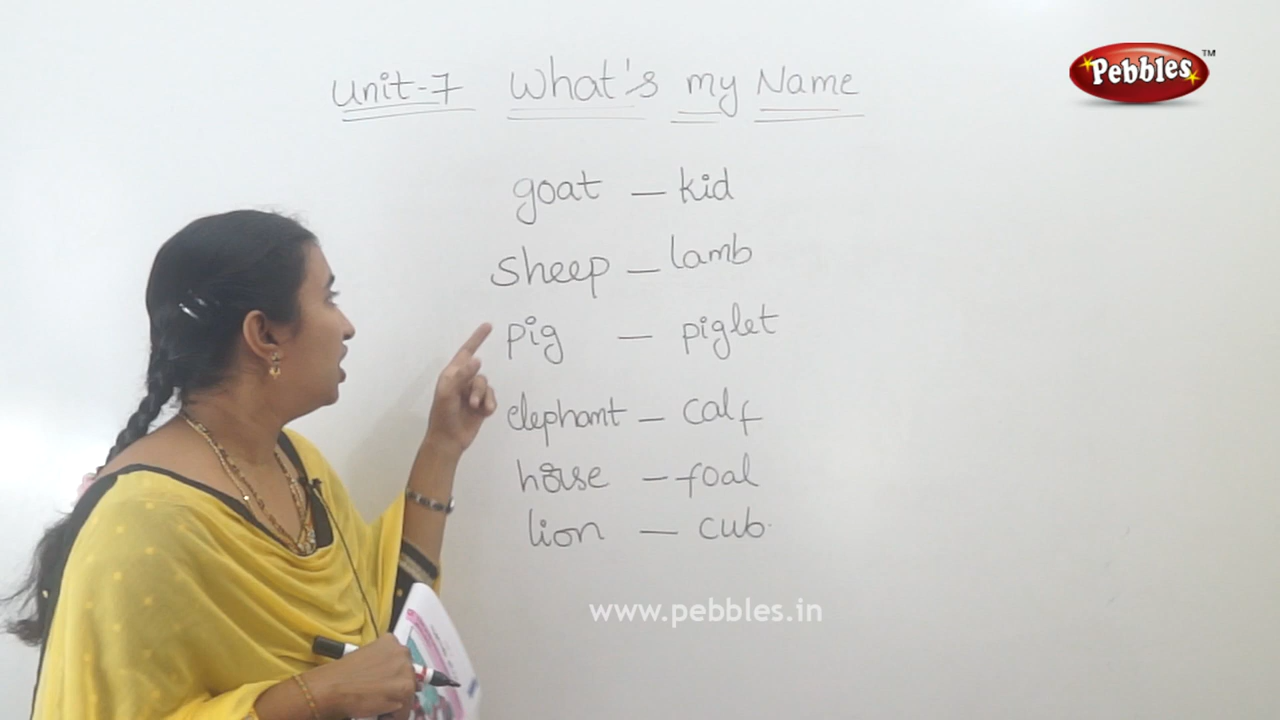 Unit-7 What's my Name
Pebbles™
goat — kid
sheep — lamb
pig — piglet
elephant — calf
horse — foal
lion — cub.
www.pebbles.in